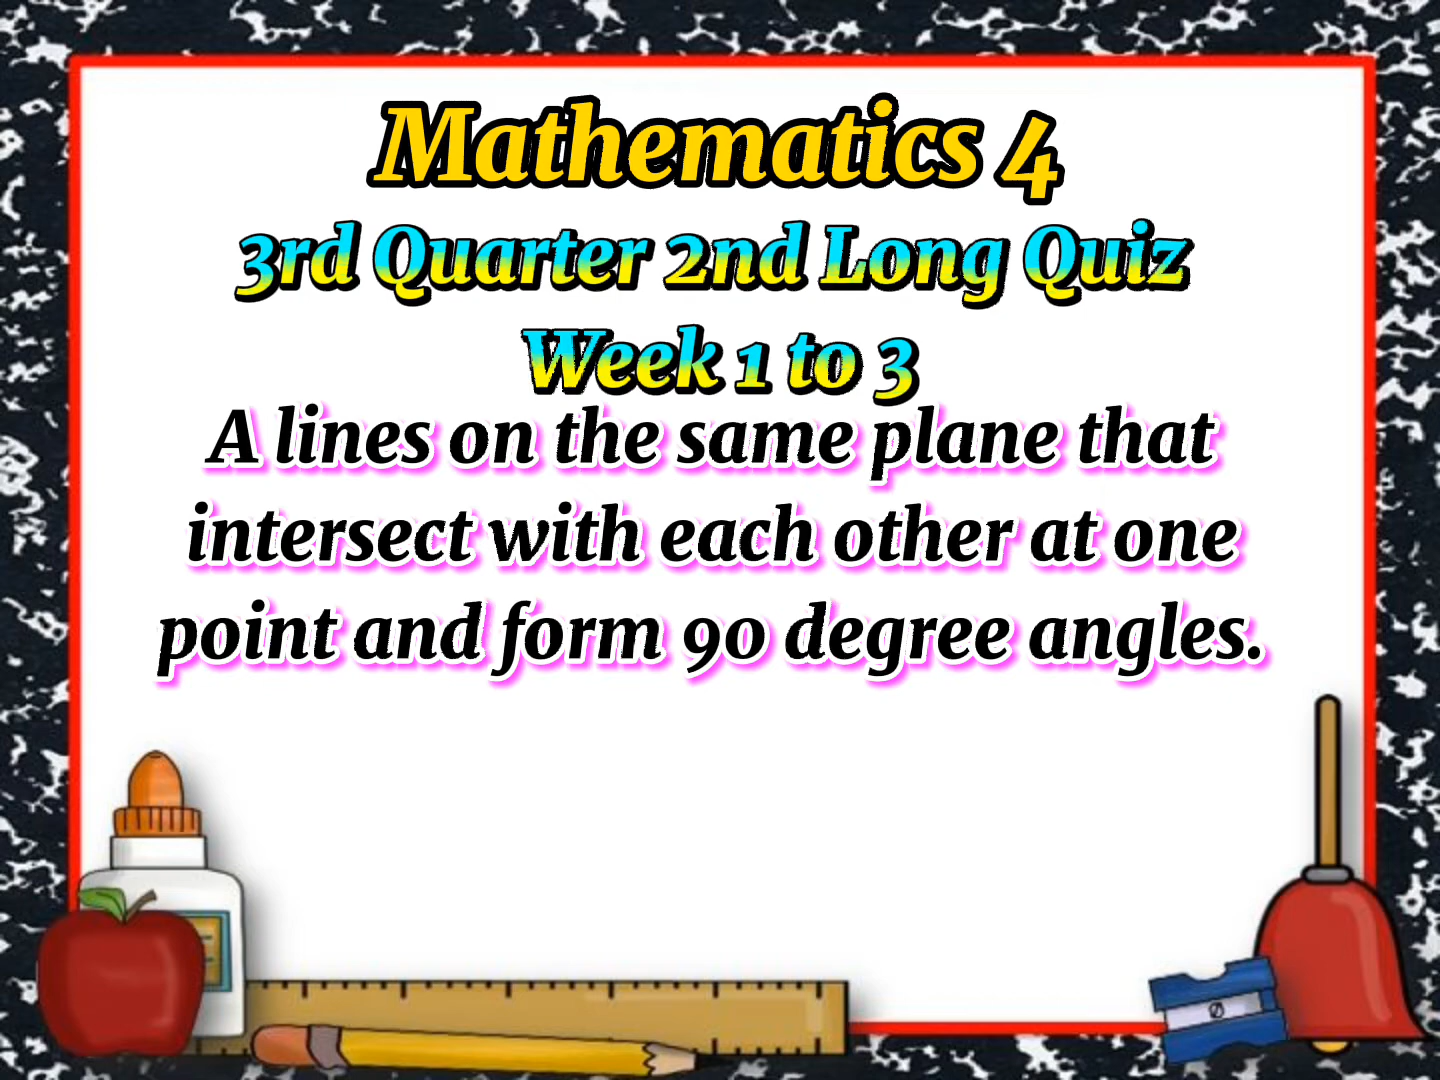 Mathematics 4
3rd Quarter 2nd Long Quiz
Week 1 to 3
A lines on the same plane that
intersect with each other at one
point and form 90 degree angles.